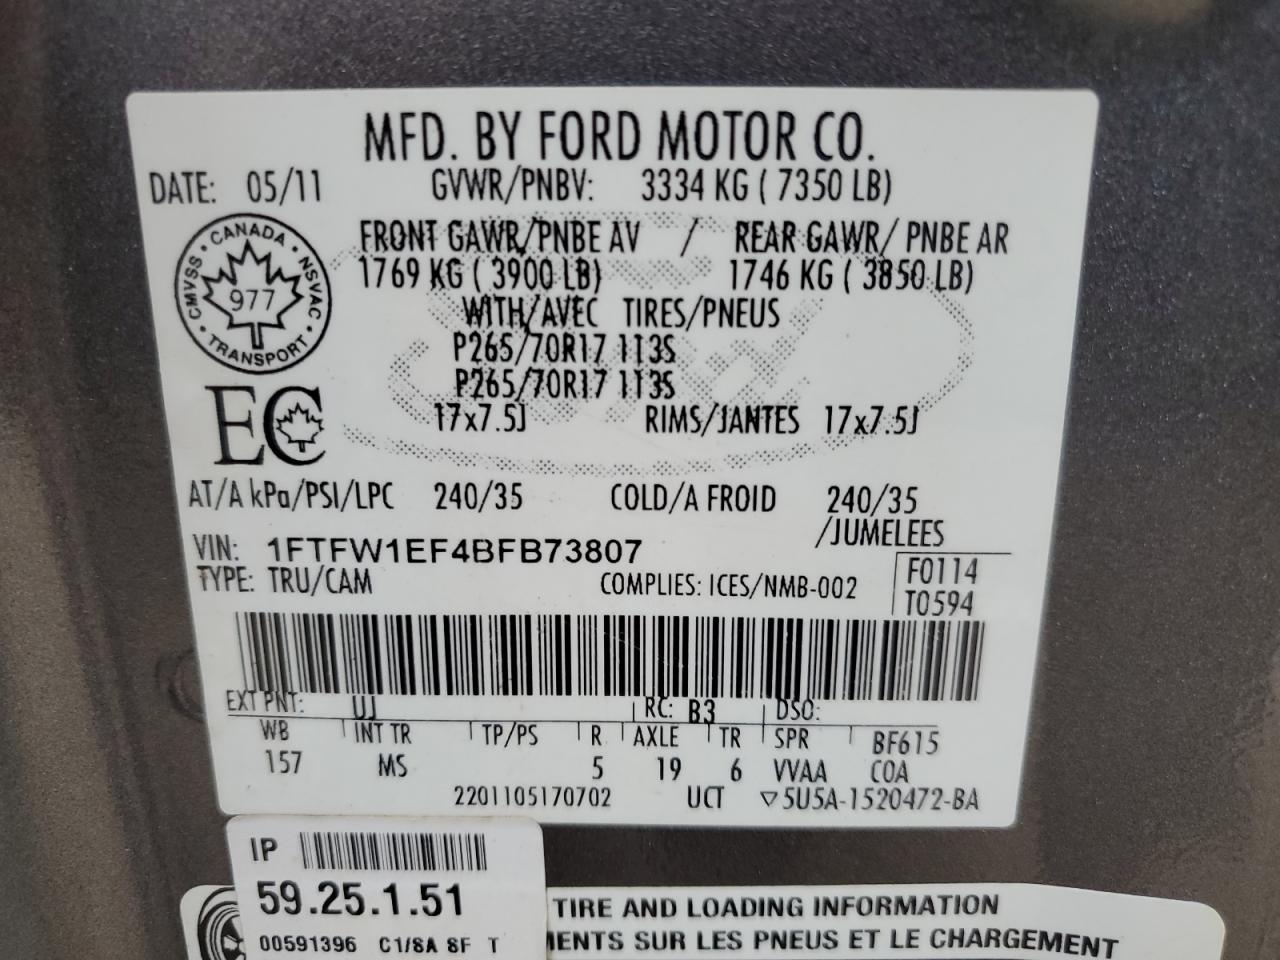 MFD. BY FORD MOTOR CO.
DATE: 05/11 GVWR/PNBV: 3334 KG ( 7350 LB)
FRONT GAWR/PNBE AV / REAR GAWR/ PNBE AR
1769 KG ( 3900 LB) 1746 KG ( 3850 LB)
CMVSS · CANADA · NSVAC · TRANSPORT ·
977
WITH/AVEC TIRES/PNEUS
P265/70R17 113S
P265/70R17 113S
EC
17x7.5J RIMS/JANTES 17x7.5J
AT/A kPa/PSI/LPC 240/35 COLD/A FROID 240/35
/JUMELEES
VIN: 1FTFW1EF4BFB73807
TYPE: TRU/CAM COMPLIES: ICES/NMB-002
F0114
T0594
EXT PNT: UJ RC: B3 DSO:
WB INT TR TP/PS R AXLE TR SPR BF615
157 MS 5 19 6 VVAA COA
2201105170702 UCT ▽5U5A-1520472-BA
IP
59.25.1.51
00591396 C1/8A 8F T
TIRE AND LOADING INFORMATION
SUR LES PNEUS ET LE CHARGEMENT